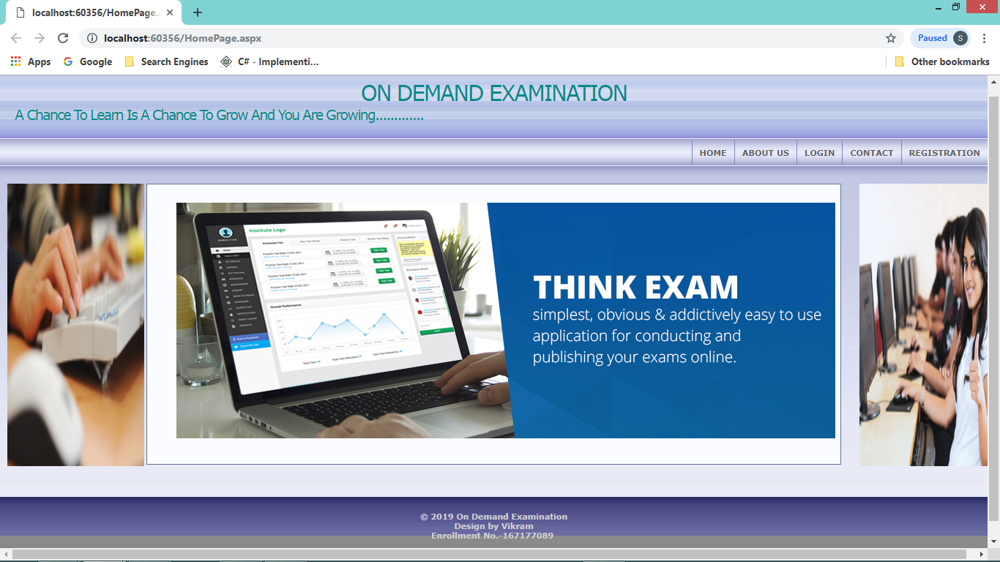 localhost:60356/HomePage.
localhost:60356/HomePage.aspx
Paused
S
Apps
Google
Search Engines
C# - Implementi...
Other bookmarks
ON DEMAND EXAMINATION
A Chance To Learn Is A Chance To Grow And You Are Growing.............
HOME
ABOUT US
LOGIN
CONTACT
REGISTRATION
Institute Logo
Overall Performance
THINK EXAM
simplest, obvious & addictively easy to use
application for conducting and
publishing your exams online.
© 2019 On Demand Examination
Design by Vikram
Enrollment No.-167177089